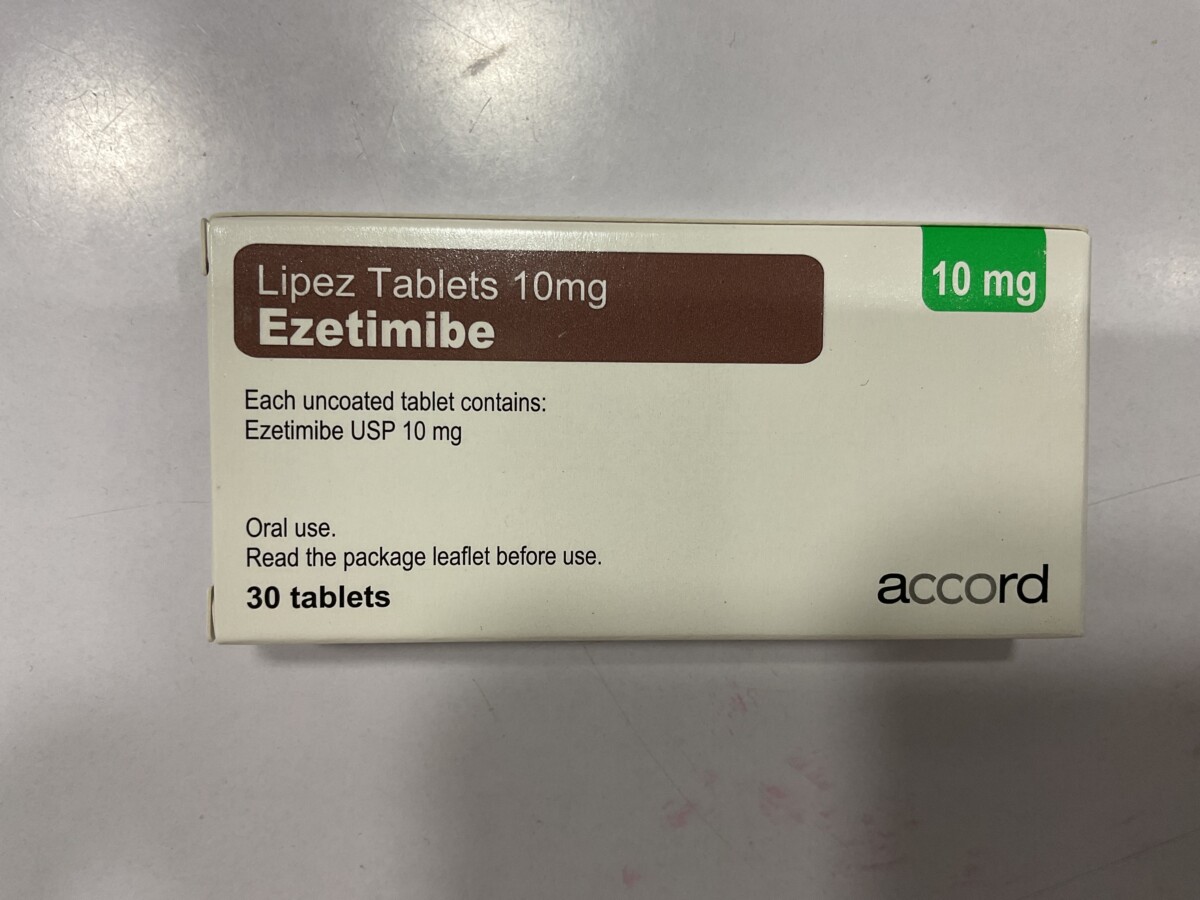 Lipez Tablets 10mg
Ezetimibe
10 mg
Each uncoated tablet contains:
Ezetimibe USP 10 mg
Oral use.
Read the package leaflet before use.
30 tablets
accord